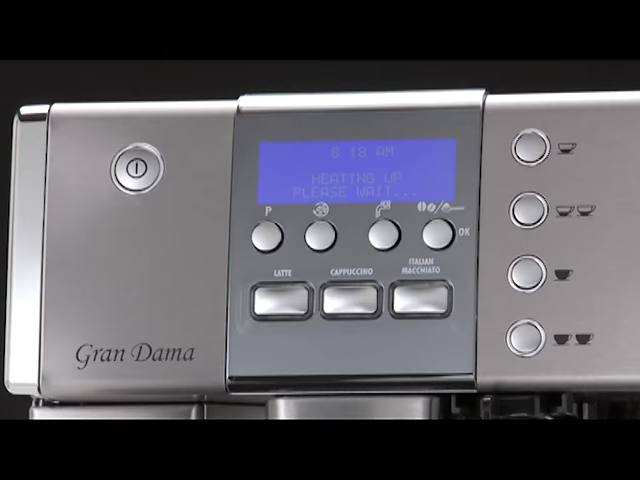 8 18 AM
HEATING UP
PLEASE WAIT...
P
OK
LATTE
CAPPUCCINO
ITALIAN
MACCHIATO
Gran Dama